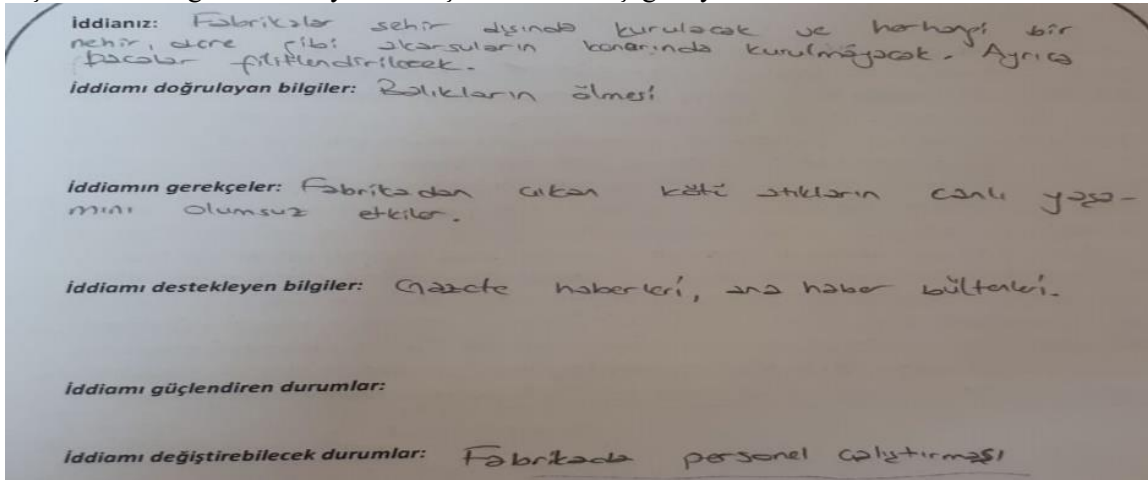 İddianız: Fabrikalar şehir dışında kurulacak ve herhangi bir
nehir, dere gibi akarsuların kenarında kurulmayacak. Ayrıca
bacalar filitlendirilecek.
İddiamı doğrulayan bilgiler: Balıkların ölmesi
İddiamın gerekçeler: Fabrikadan çıkan kötü atıkların canlı yaşa-
mını olumsuz etkiler.
İddiamı destekleyen bilgiler: Gazete haberleri, ana haber bültenleri.
İddiamı güçlendiren durumlar:
İddiamı değiştirebilecek durumlar: Fabrikada personel çalıştırması